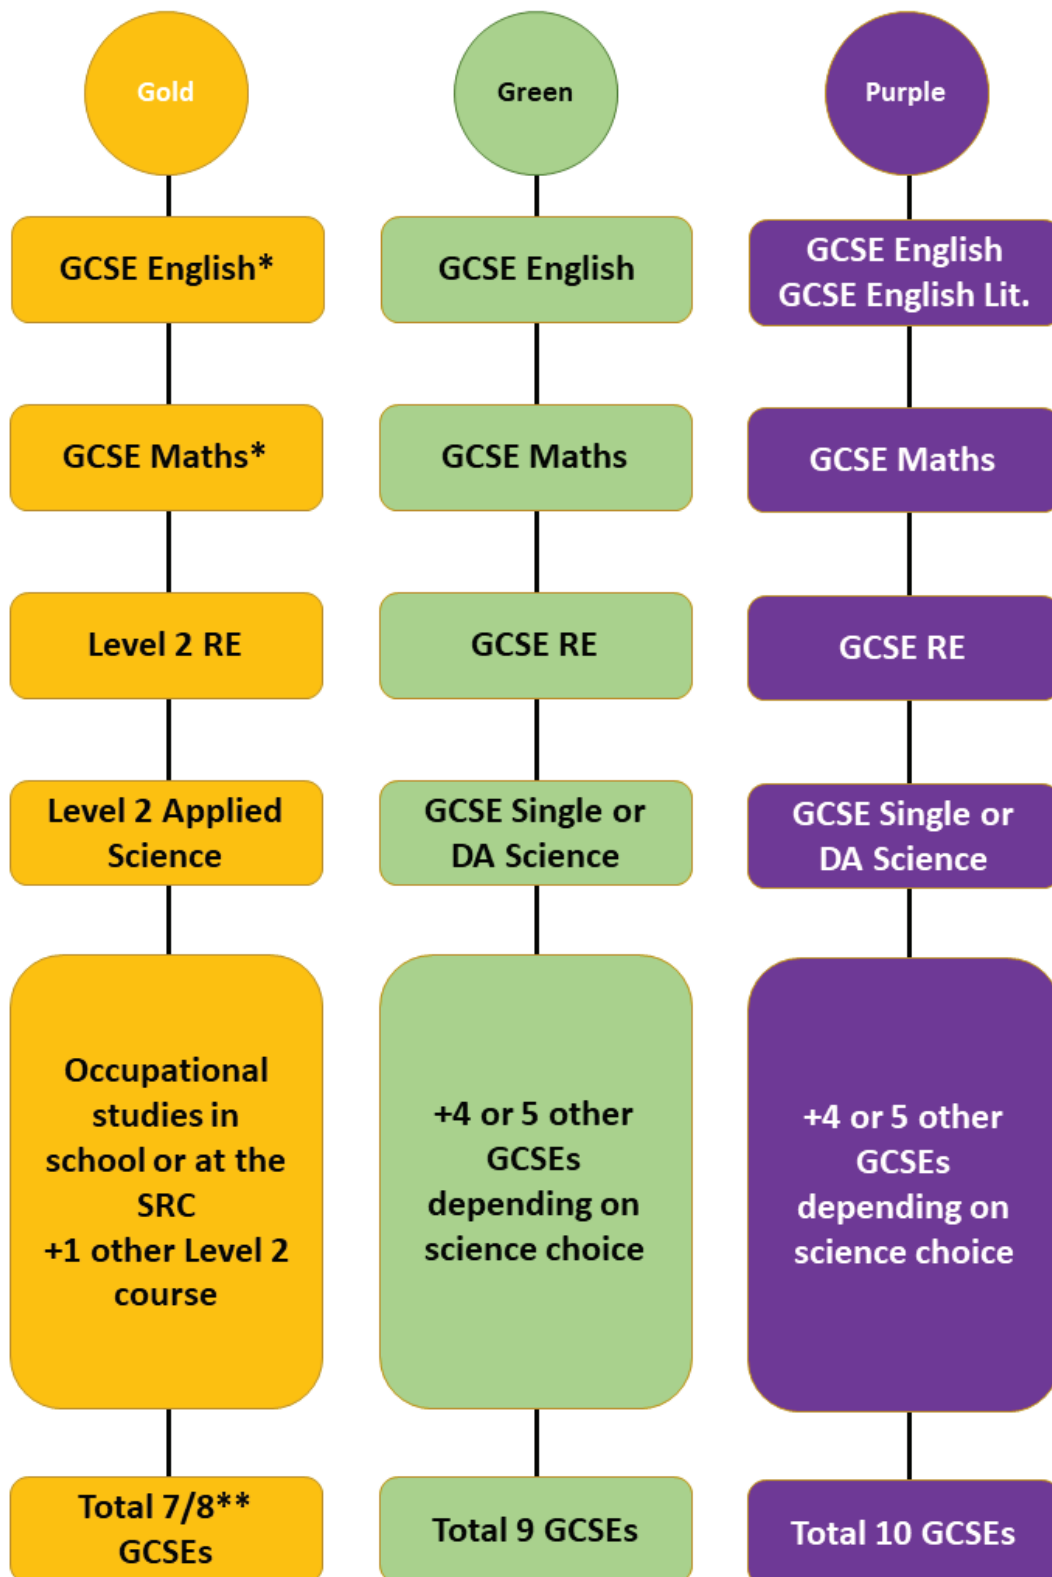 Gold
GCSE English*
GCSE Maths*
Level 2 RE
Level 2 Applied
Science
Occupational
studies in
school or at the
SRC
+1 other Level 2
course
Total 7/8**
GCSEs
Green
GCSE English
GCSE Maths
GCSE RE
GCSE Single or
DA Science
+4 or 5 other
GCSEs
depending on
science choice
Total 9 GCSEs
Purple
GCSE English
GCSE English Lit.
GCSE Maths
GCSE RE
GCSE Single or
DA Science
+4 or 5 other
GCSEs
depending on
science choice
Total 10 GCSEs